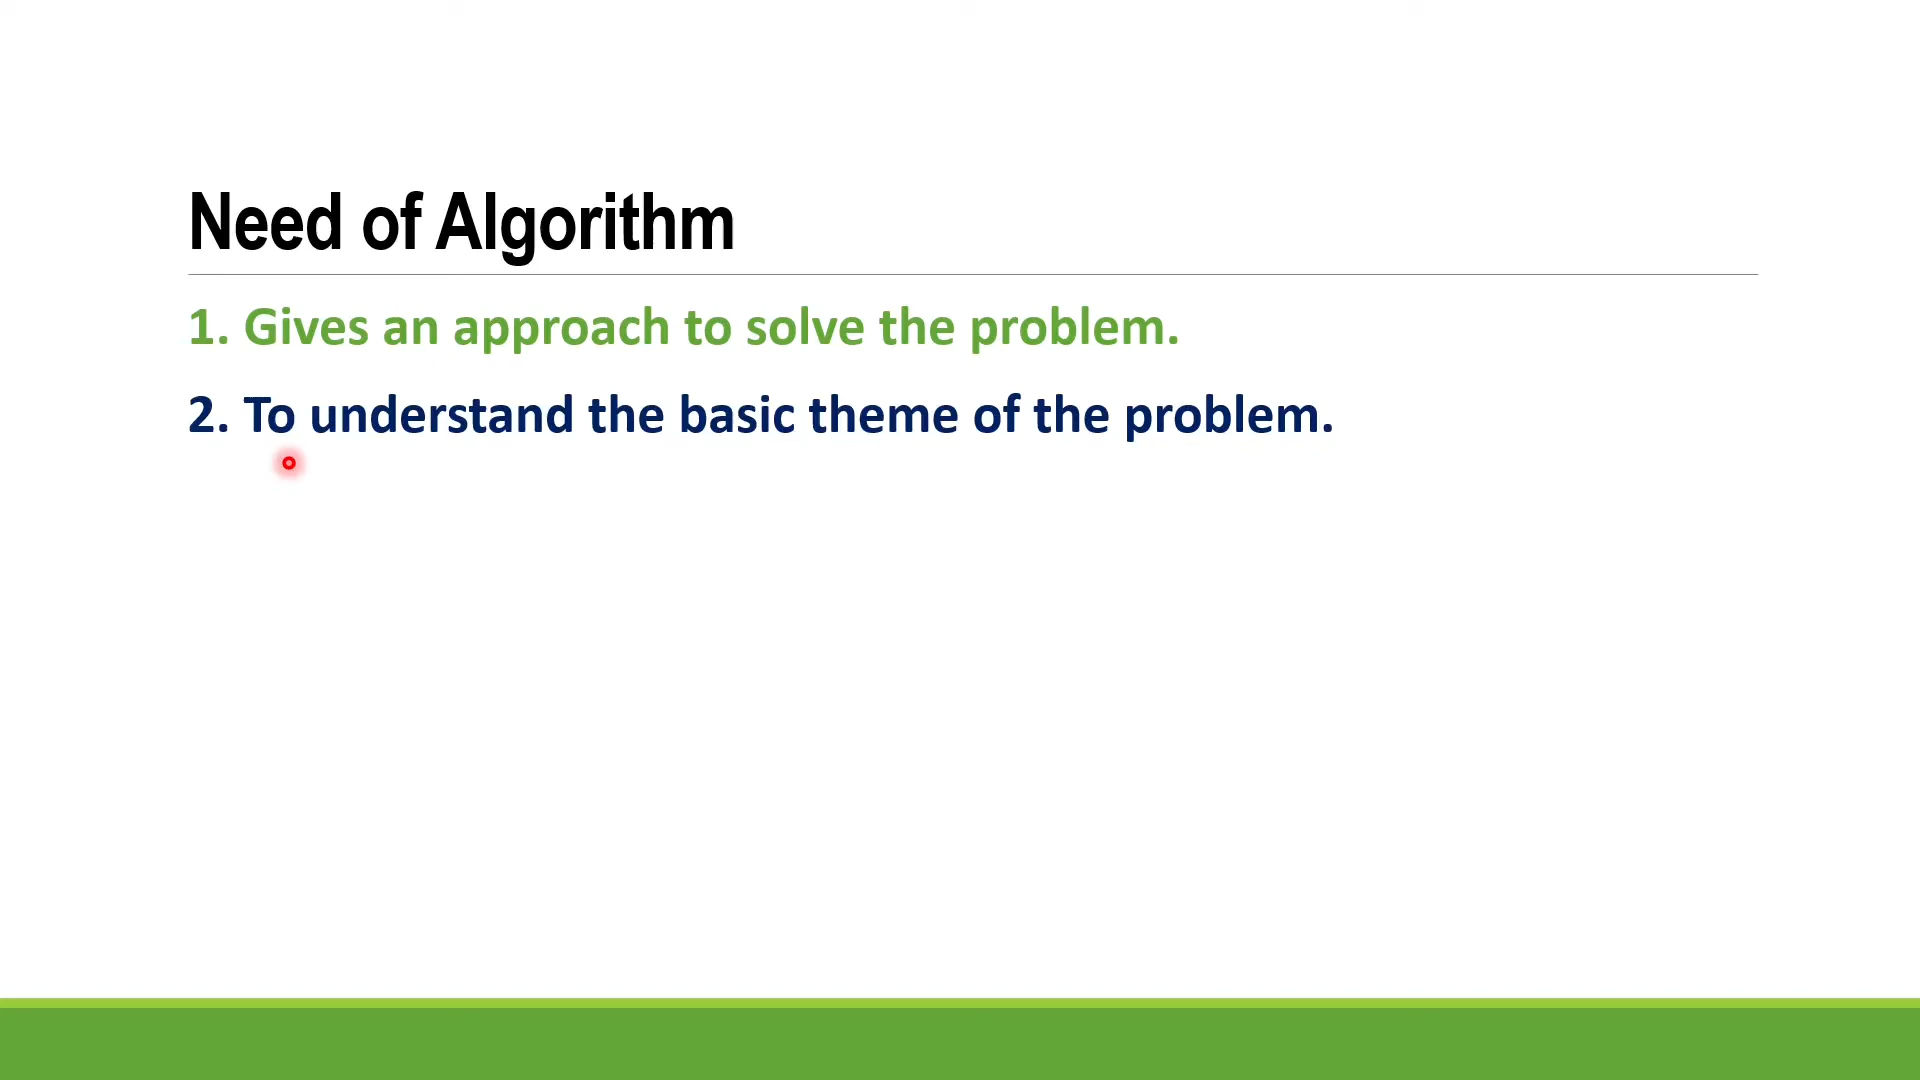 Need of Algorithm
1. Gives an approach to solve the problem.
2. To understand the basic theme of the problem.